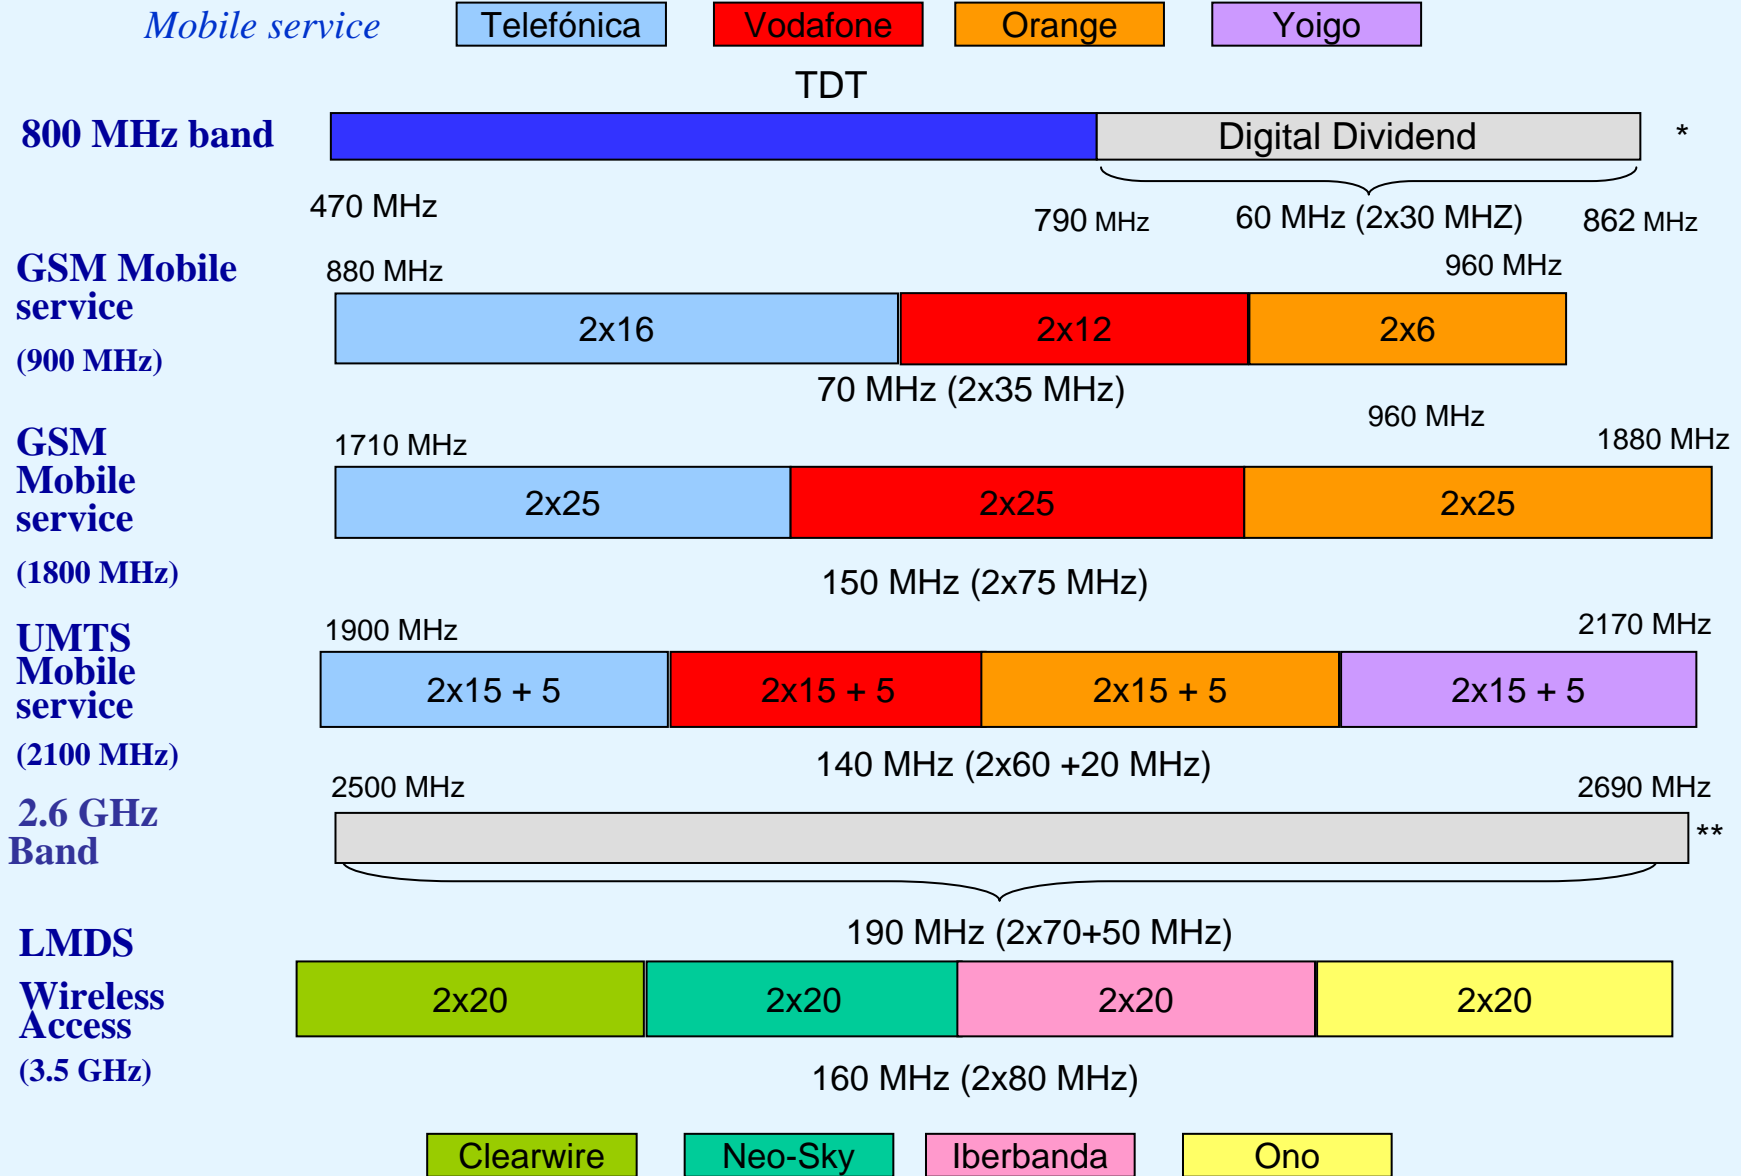 Mobile service Telefónica Vodafone Orange Yoigo
TDT
800 MHz band Digital Dividend *
470 MHz 790 MHz 60 MHz (2x30 MHZ) 862 MHz
GSM Mobile
service
(900 MHz)
880 MHz 960 MHz
2x16 2x12 2x6
70 MHz (2x35 MHz)
960 MHz
GSM
Mobile
service
(1800 MHz)
1710 MHz 1880 MHz
2x25 2x25 2x25
150 MHz (2x75 MHz)
UMTS
Mobile
service
(2100 MHz)
1900 MHz 2170 MHz
2x15 + 5 2x15 + 5 2x15 + 5 2x15 + 5
140 MHz (2x60 +20 MHz)
2.6 GHz
Band
2500 MHz 2690 MHz
**
190 MHz (2x70+50 MHz)
LMDS
Wireless
Access
(3.5 GHz)
2x20 2x20 2x20 2x20
160 MHz (2x80 MHz)
Clearwire Neo-Sky Iberbanda Ono